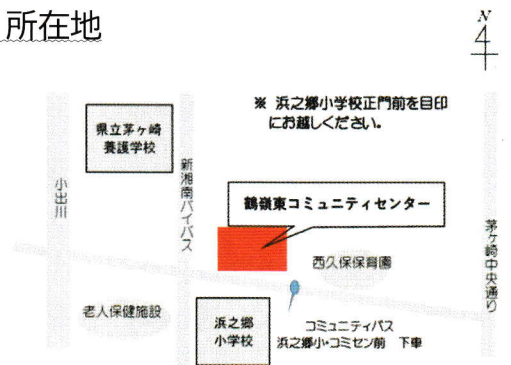 所在地
N
※ 浜之郷小学校正門前を目印
にお越しください。
県立茅ヶ崎
養護学校
新湘南バイパス
小出川
鶴嶺東コミュニティセンター
茅ヶ崎中央通り
西久保保育園
老人保健施設
浜之郷
小学校
コミュニティバス
浜之郷小・コミセン前 下車